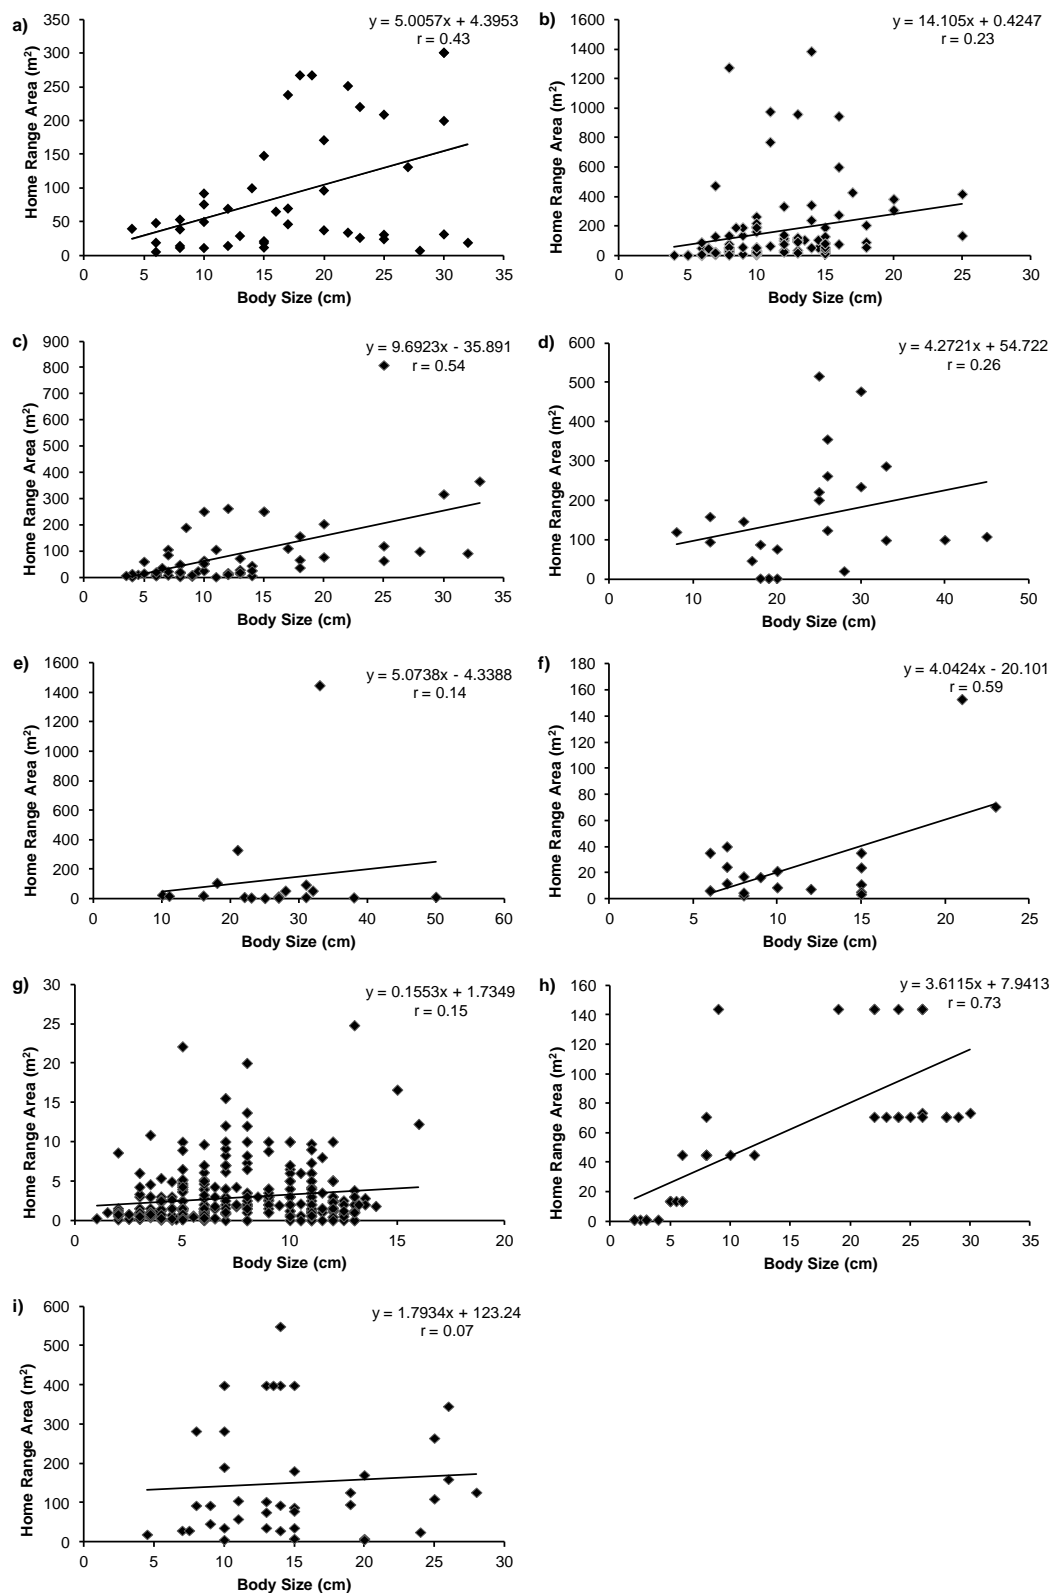 a)
y = 5.0057x + 4.3953
r = 0.43
Home Range Area (m²)
350
300
250
200
150
100
50
0
0 5 10 15 20 25 30 35
Body Size (cm)
b)
y = 14.105x + 0.4247
r = 0.23
Home Range Area (m²)
1600
1400
1200
1000
800
600
400
200
0
0 5 10 15 20 25 30
Body Size (cm)
c)
y = 9.6923x - 35.891
r = 0.54
Home Range Area (m²)
900
800
700
600
500
400
300
200
100
0
0 5 10 15 20 25 30 35
Body Size (cm)
d)
y = 4.2721x + 54.722
r = 0.26
Home Range Area (m²)
600
500
400
300
200
100
0
0 10 20 30 40 50
Body Size (cm)
e)
y = 5.0738x - 4.3388
r = 0.14
Home Range Area (m²)
1600
1400
1200
1000
800
600
400
200
0
0 10 20 30 40 50 60
Body Size (cm)
f)
y = 4.0424x - 20.101
r = 0.59
Home Range Area (m²)
180
160
140
120
100
80
60
40
20
0
0 5 10 15 20 25
Body Size (cm)
g)
y = 0.1553x + 1.7349
r = 0.15
Home Range Area (m²)
30
25
20
15
10
5
0
0 5 10 15 20
Body Size (cm)
h)
y = 3.6115x + 7.9413
r = 0.73
Home Range Area (m²)
160
140
120
100
80
60
40
20
0
0 5 10 15 20 25 30 35
Body Size (cm)
i)
y = 1.7934x + 123.24
r = 0.07
Home Range Area (m²)
600
500
400
300
200
100
0
0 5 10 15 20 25 30
Body Size (cm)